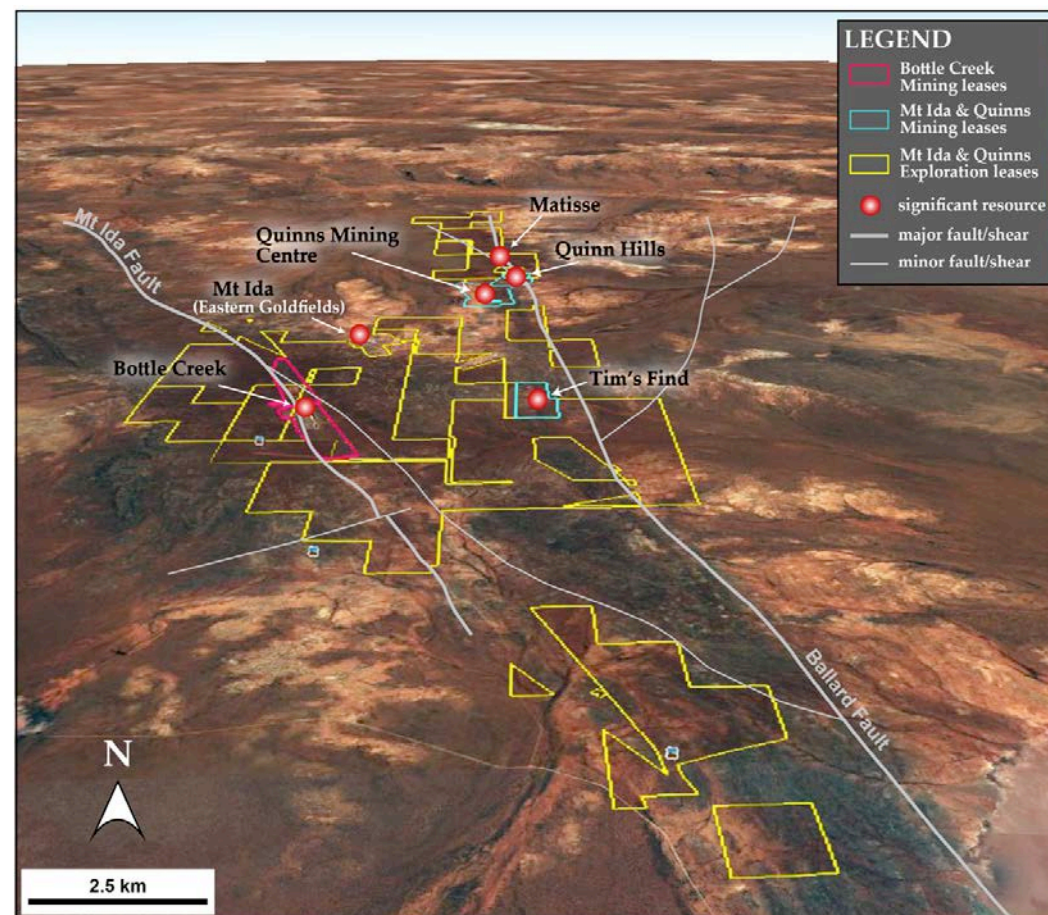 LEGEND
Bottle Creek
Mining leases
Mt Ida & Quinns
Mining leases
Mt Ida & Quinns
Exploration leases
significant resource
major fault/shear
minor fault/shear
Matisse
Quinns Mining
Centre
Quinn Hills
Mt Ida Fault
Mt Ida
(Eastern Goldfields)
Bottle Creek
Tim's Find
Ballard Fault
N
2.5 km